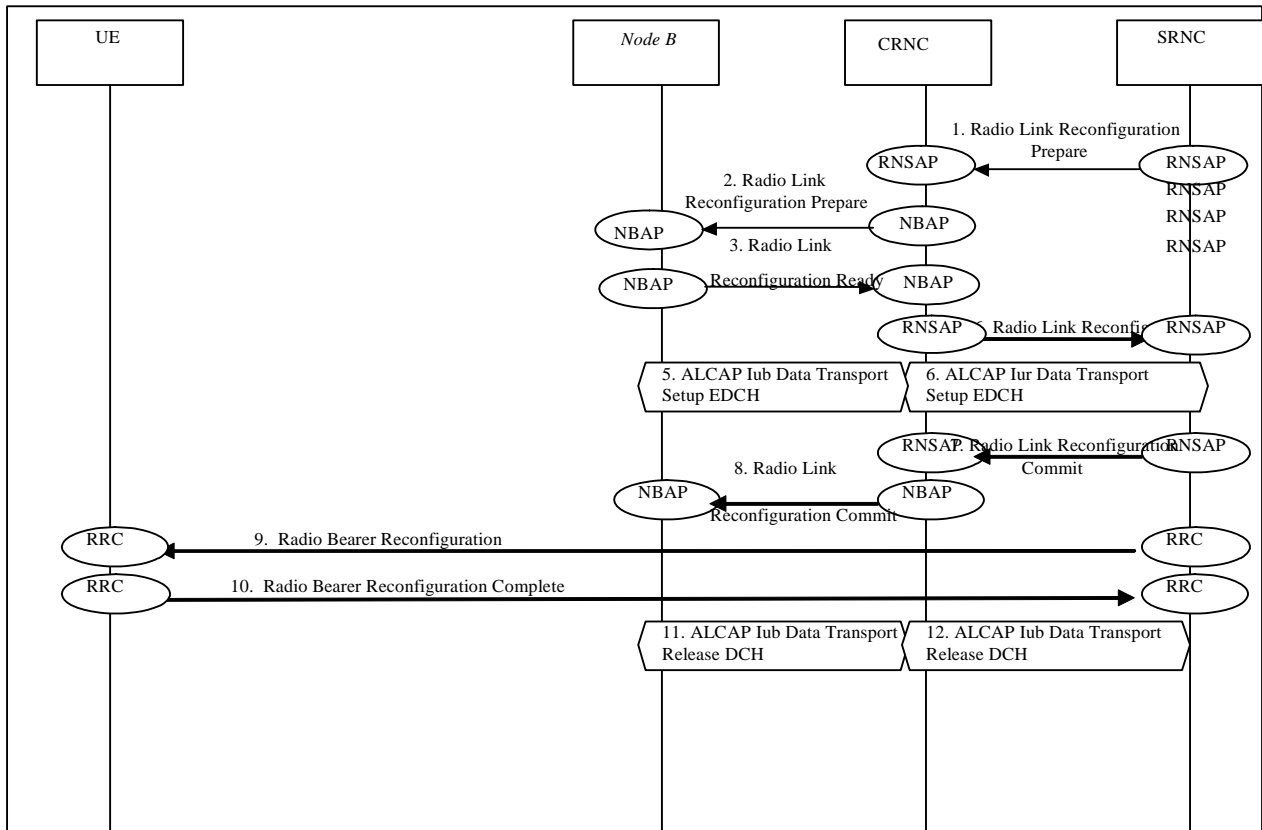 UE
Node B
CRNC
SRNC
1. Radio Link Reconfiguration
Prepare
RNSAP
RNSAP
RNSAP
RNSAP
RNSAP
2. Radio Link
Reconfiguration Prepare
NBAP
NBAP
3. Radio Link
Reconfiguration Ready
NBAP
NBAP
RNSAP
Radio Link
RNSAP
5. ALCAP Iub Data Transport
Setup EDCH
6. ALCAP Iur Data Transport
Setup EDCH
RNSAP
7. Radio Link Reconfiguration
Commit
RNSAP
8. Radio Link
Reconfiguration Commit
NBAP
NBAP
RRC
9. Radio Bearer Reconfiguration
RRC
RRC
10. Radio Bearer Reconfiguration Complete
RRC
11. ALCAP Iub Data Transport
Release DCH
12. ALCAP Iub Data Transport
Release DCH